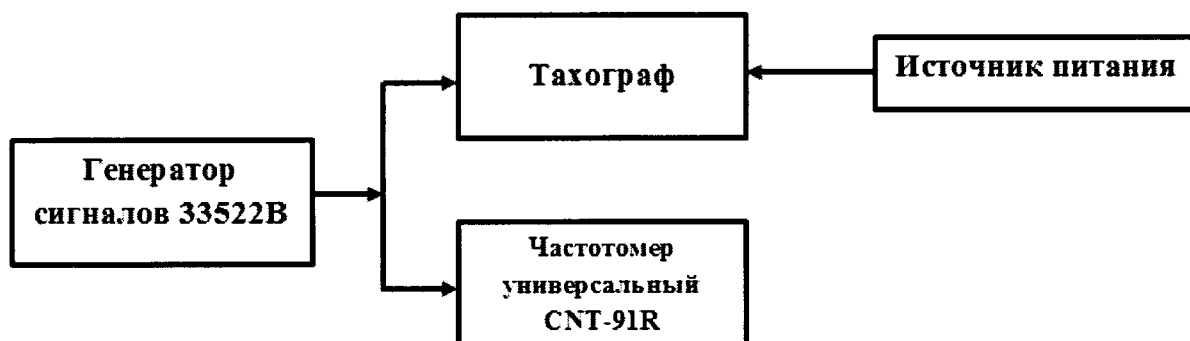 Тахограф
Источник питания
Генератор
сигналов 33522В
Частотомер
универсальный
CNT-91R